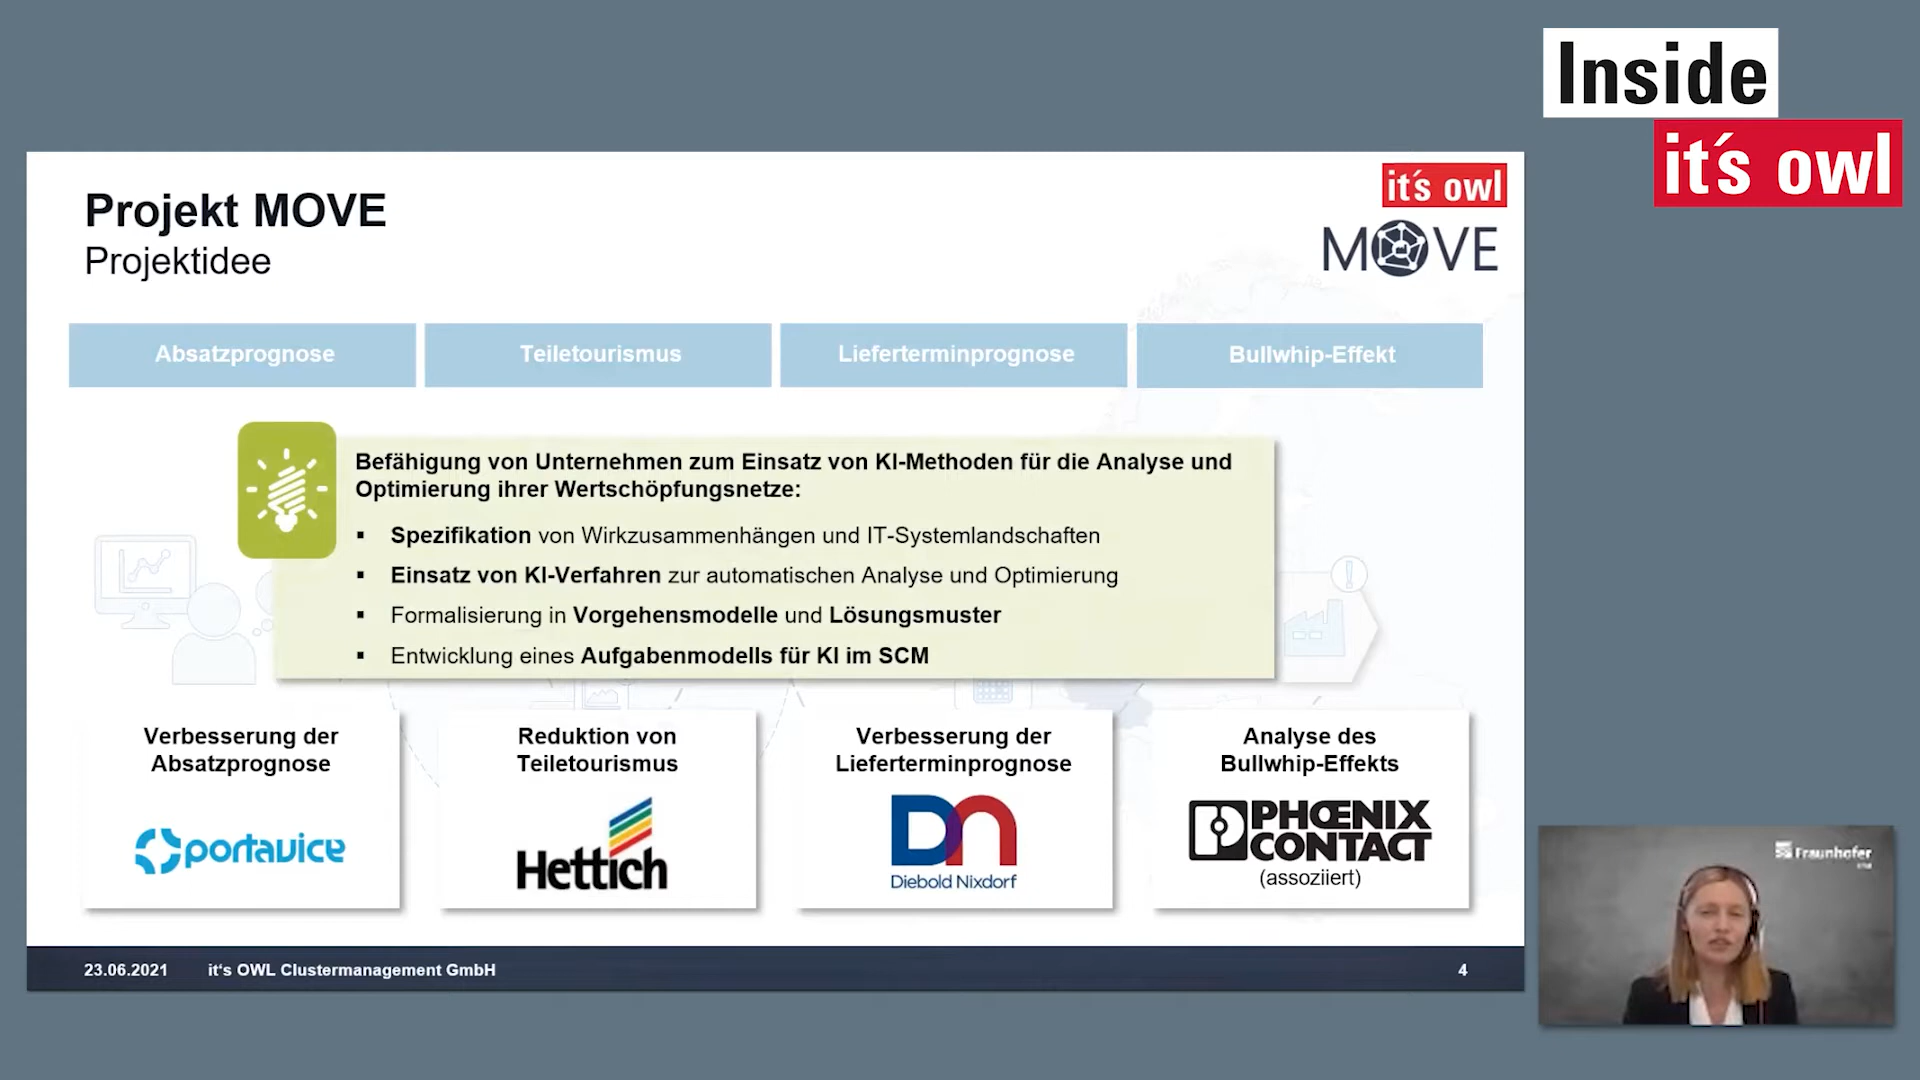 Inside
it's owl
Projekt MOVE
Projektidee
it's owl
MOVE
Absatzprognose
Teiletourismus
Lieferterminprognose
Bullwhip-Effekt
Befähigung von Unternehmen zum Einsatz von KI-Methoden für die Analyse und
Optimierung ihrer Wertschöpfungsnetze:
▪ Spezifikation von Wirkzusammenhängen und IT-Systemlandschaften
▪ Einsatz von KI-Verfahren zur automatischen Analyse und Optimierung
▪ Formalisierung in Vorgehensmodelle und Lösungsmuster
▪ Entwicklung eines Aufgabenmodells für KI im SCM
Verbesserung der
Absatzprognose
portavice
Reduktion von
Teiletourismus
Hettich
Verbesserung der
Lieferterminprognose
DN
Diebold Nixdorf
Analyse des
Bullwhip-Effekts
PHŒNIX
CONTACT
(assoziiert)
23.06.2021
it's OWL Clustermanagement GmbH
4
Fraunhofer